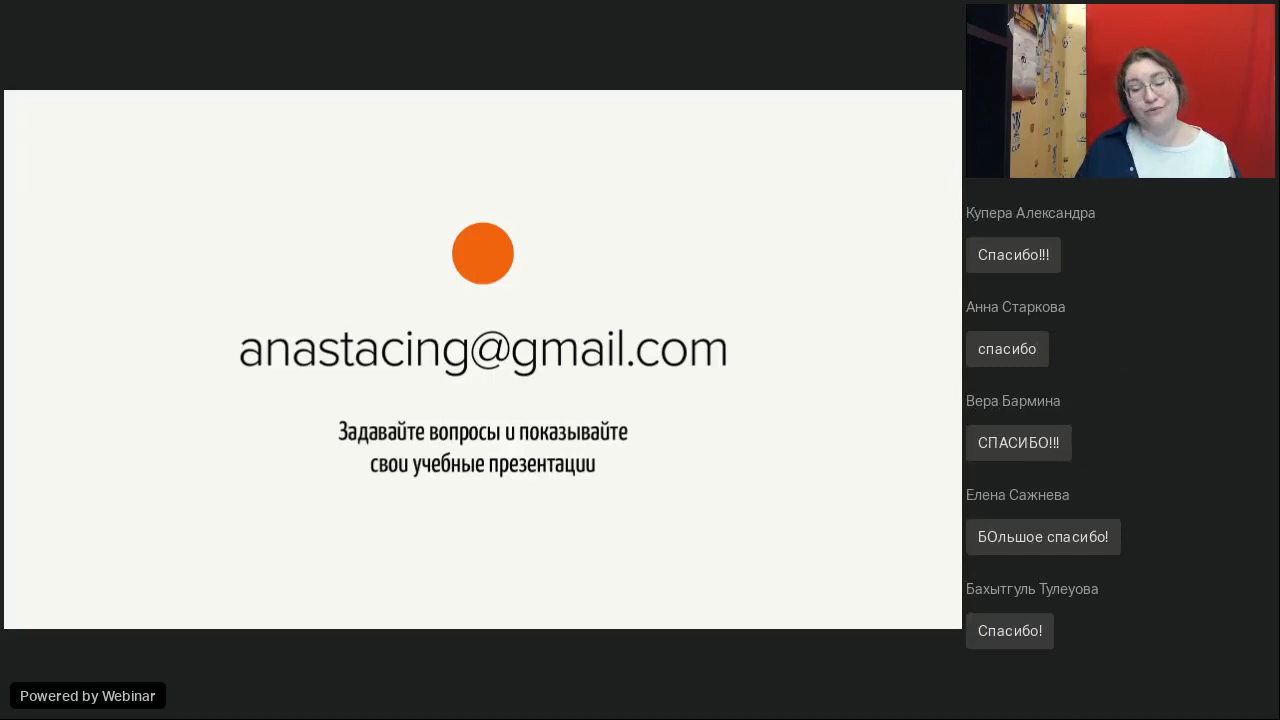 anastacing@gmail.com
Задавайте вопросы и показывайте
свои учебные презентации
Купера Александра
Спасибо!!!
Анна Старкова
спасибо
Вера Бармина
СПАСИБО!!!
Елена Сажнева
БОльшое спасибо!
Бахытгуль Тулеуова
Спасибо!
Powered by Webinar